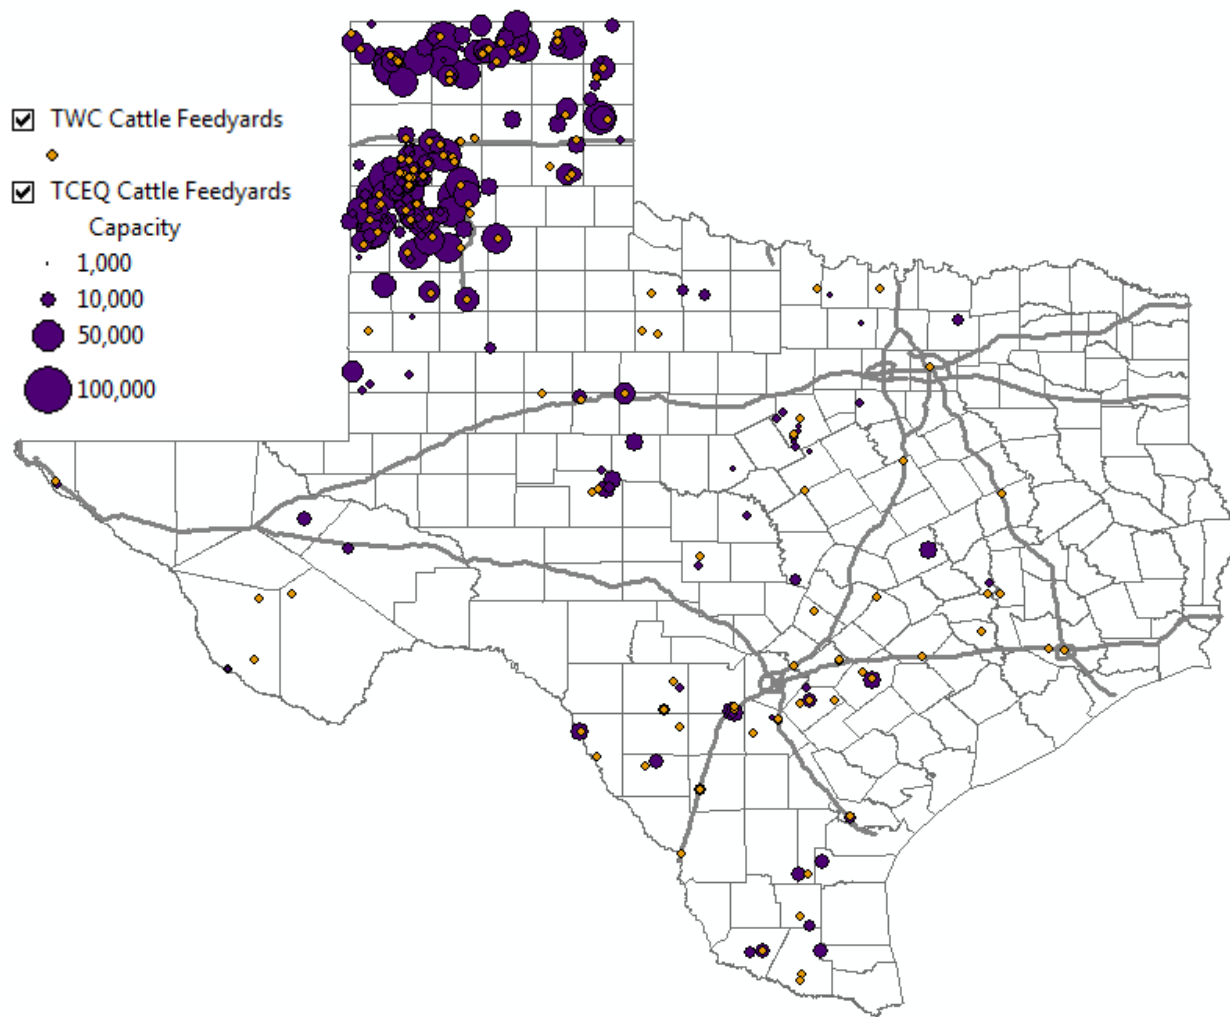 TWC Cattle Feedyards
TCEQ Cattle Feedyards
Capacity
1,000
10,000
50,000
100,000